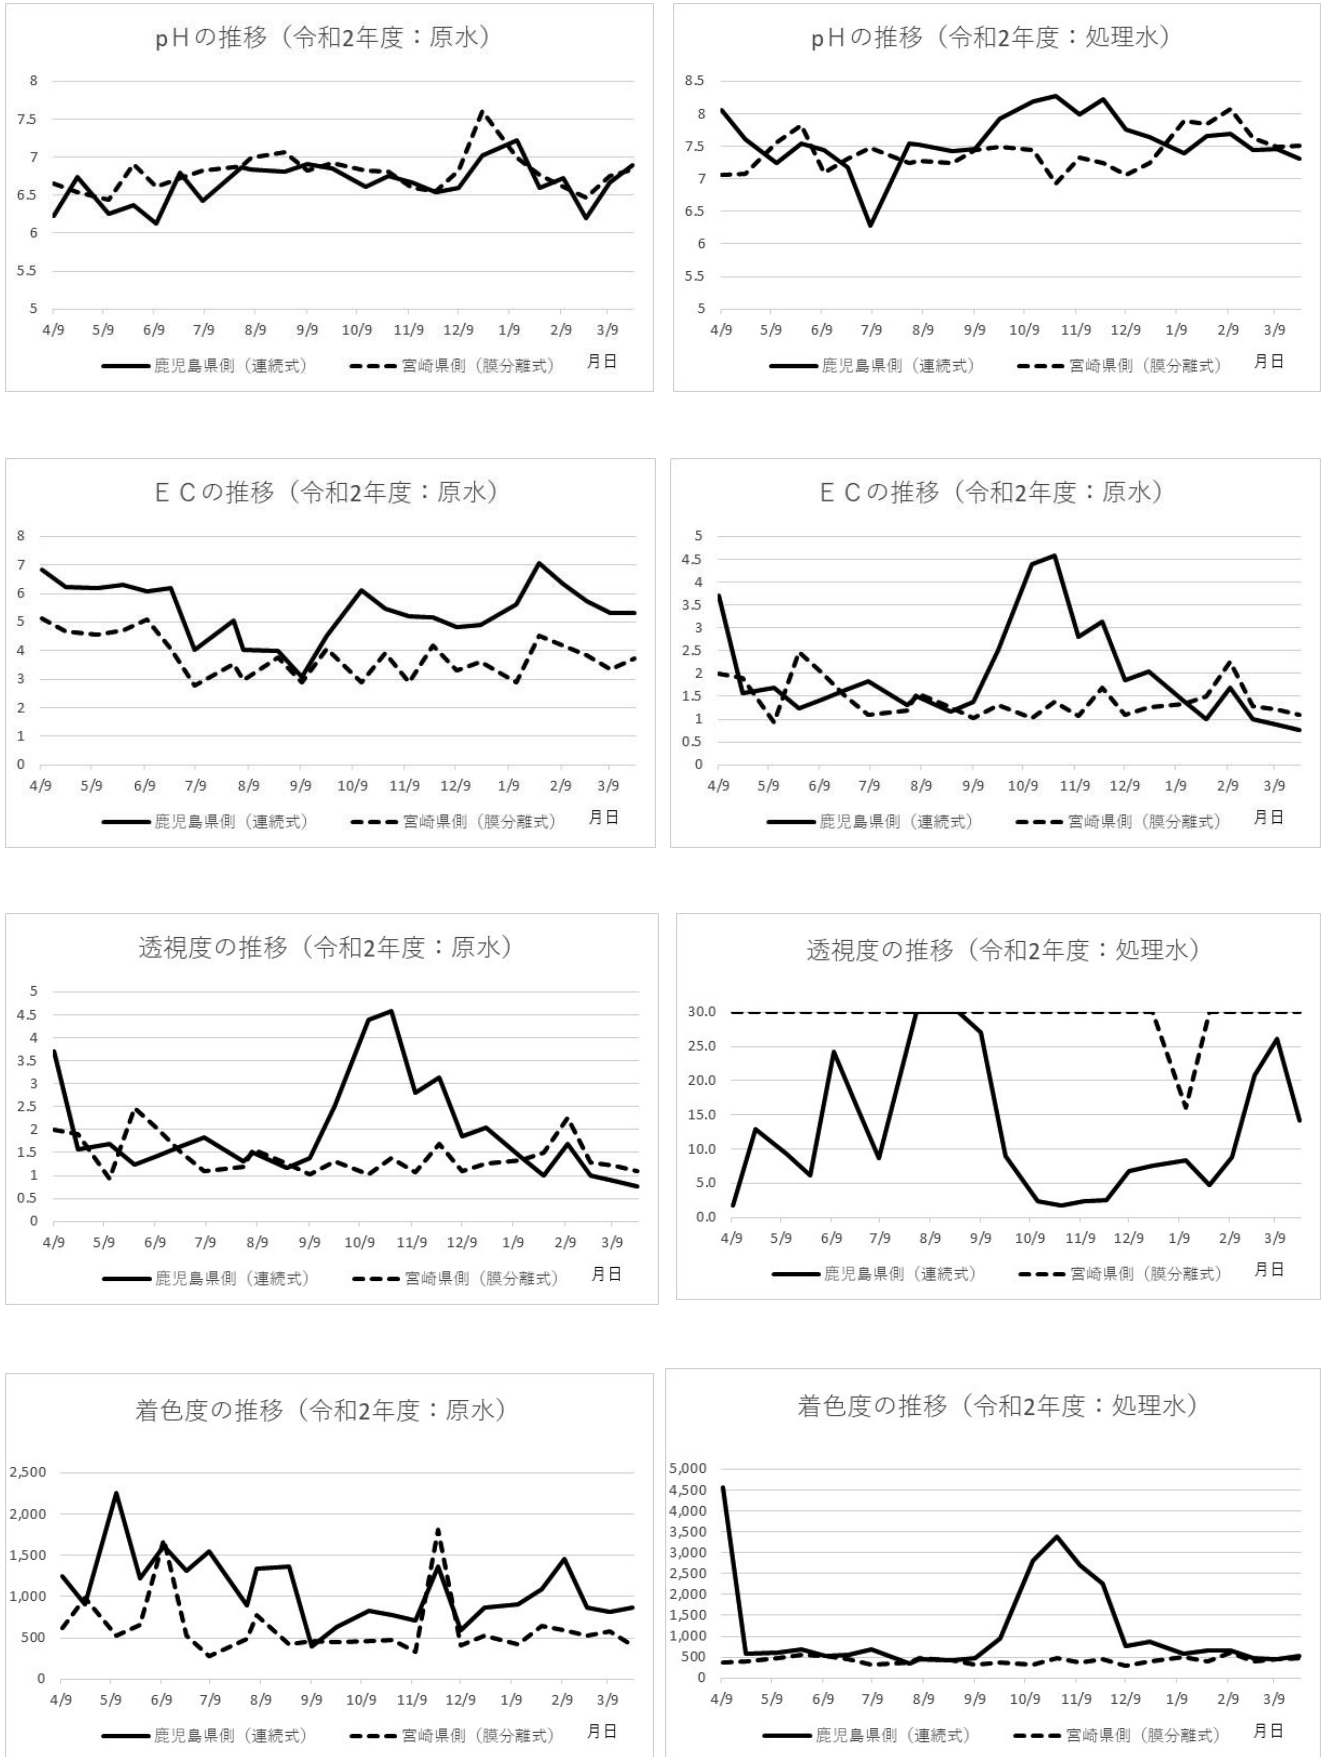 pＨの推移（令和2年度：原水）
8
7.5
7
6.5
6
5.5
5
4/9 5/9 6/9 7/9 8/9 9/9 10/9 11/9 12/9 1/9 2/9 3/9
鹿児島県側（連続式） 宮崎県側（膜分離式） 月日
pＨの推移（令和2年度：処理水）
8.5
8
7.5
7
6.5
6
5.5
5
4/9 5/9 6/9 7/9 8/9 9/9 10/9 11/9 12/9 1/9 2/9 3/9
鹿児島県側（連続式） 宮崎県側（膜分離式） 月日
ＥＣの推移（令和2年度：原水）
8
7
6
5
4
3
2
1
0
4/9 5/9 6/9 7/9 8/9 9/9 10/9 11/9 12/9 1/9 2/9 3/9
鹿児島県側（連続式） 宮崎県側（膜分離式） 月日
ＥＣの推移（令和2年度：原水）
5
4.5
4
3.5
3
2.5
2
1.5
1
0.5
0
4/9 5/9 6/9 7/9 8/9 9/9 10/9 11/9 12/9 1/9 2/9 3/9
鹿児島県側（連続式） 宮崎県側（膜分離式） 月日
透視度の推移（令和2年度：原水）
5
4.5
4
3.5
3
2.5
2
1.5
1
0.5
0
4/9 5/9 6/9 7/9 8/9 9/9 10/9 11/9 12/9 1/9 2/9 3/9
鹿児島県側（連続式） 宮崎県側（膜分離式） 月日
透視度の推移（令和2年度：処理水）
30.0
25.0
20.0
15.0
10.0
5.0
0.0
4/9 5/9 6/9 7/9 8/9 9/9 10/9 11/9 12/9 1/9 2/9 3/9
鹿児島県側（連続式） 宮崎県側（膜分離式） 月日
着色度の推移（令和2年度：原水）
2,500
2,000
1,500
1,000
500
0
4/9 5/9 6/9 7/9 8/9 9/9 10/9 11/9 12/9 1/9 2/9 3/9
鹿児島県側（連続式） 宮崎県側（膜分離式） 月日
着色度の推移（令和2年度：処理水）
5,000
4,500
4,000
3,500
3,000
2,500
2,000
1,500
1,000
500
0
4/9 5/9 6/9 7/9 8/9 9/9 10/9 11/9 12/9 1/9 2/9 3/9
鹿児島県側（連続式） 宮崎県側（膜分離式） 月日